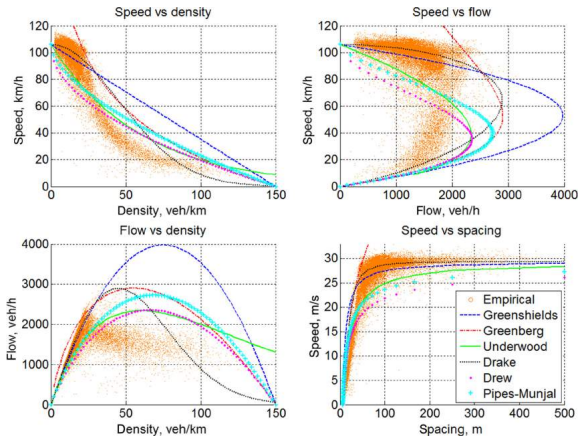 Speed vs density
Speed vs flow
120
100
80
60
40
20
0
Speed, km/h
0
50
100
150
Density, veh/km
120
100
80
60
40
20
0
Speed, km/h
0
1000
2000
3000
4000
Flow, veh/h
Flow vs density
Speed vs spacing
4000
3000
2000
1000
0
Flow, veh/h
0
50
100
150
Density, veh/km
35
30
25
20
15
10
5
0
Speed, m/s
0
100
200
300
400
500
Spacing, m
Empirical
Greenshields
Greenberg
Underwood
Drake
Drew
Pipes-Munjal